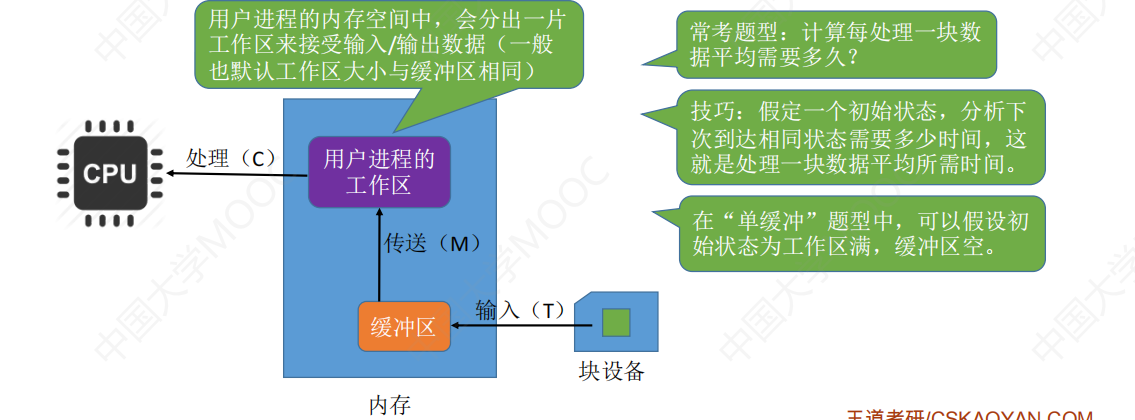 用户进程的内存空间中，会分出一片
工作区来接受输入/输出数据（一般
也默认工作区大小与缓冲区相同）
常考题型：计算每处理一块数
据平均需要多久？
技巧：假定一个初始状态，分析下
次到达相同状态需要多少时间，这
就是处理一块数据平均所需时间。
在“单缓冲”题型中，可以假设初
始状态为工作区满，缓冲区空。
CPU
处理（C）
用户进程的
工作区
传送（M）
缓冲区
输入（T）
块设备
内存
王道考研/CSKAOYAN.COM
中国大学MOOC